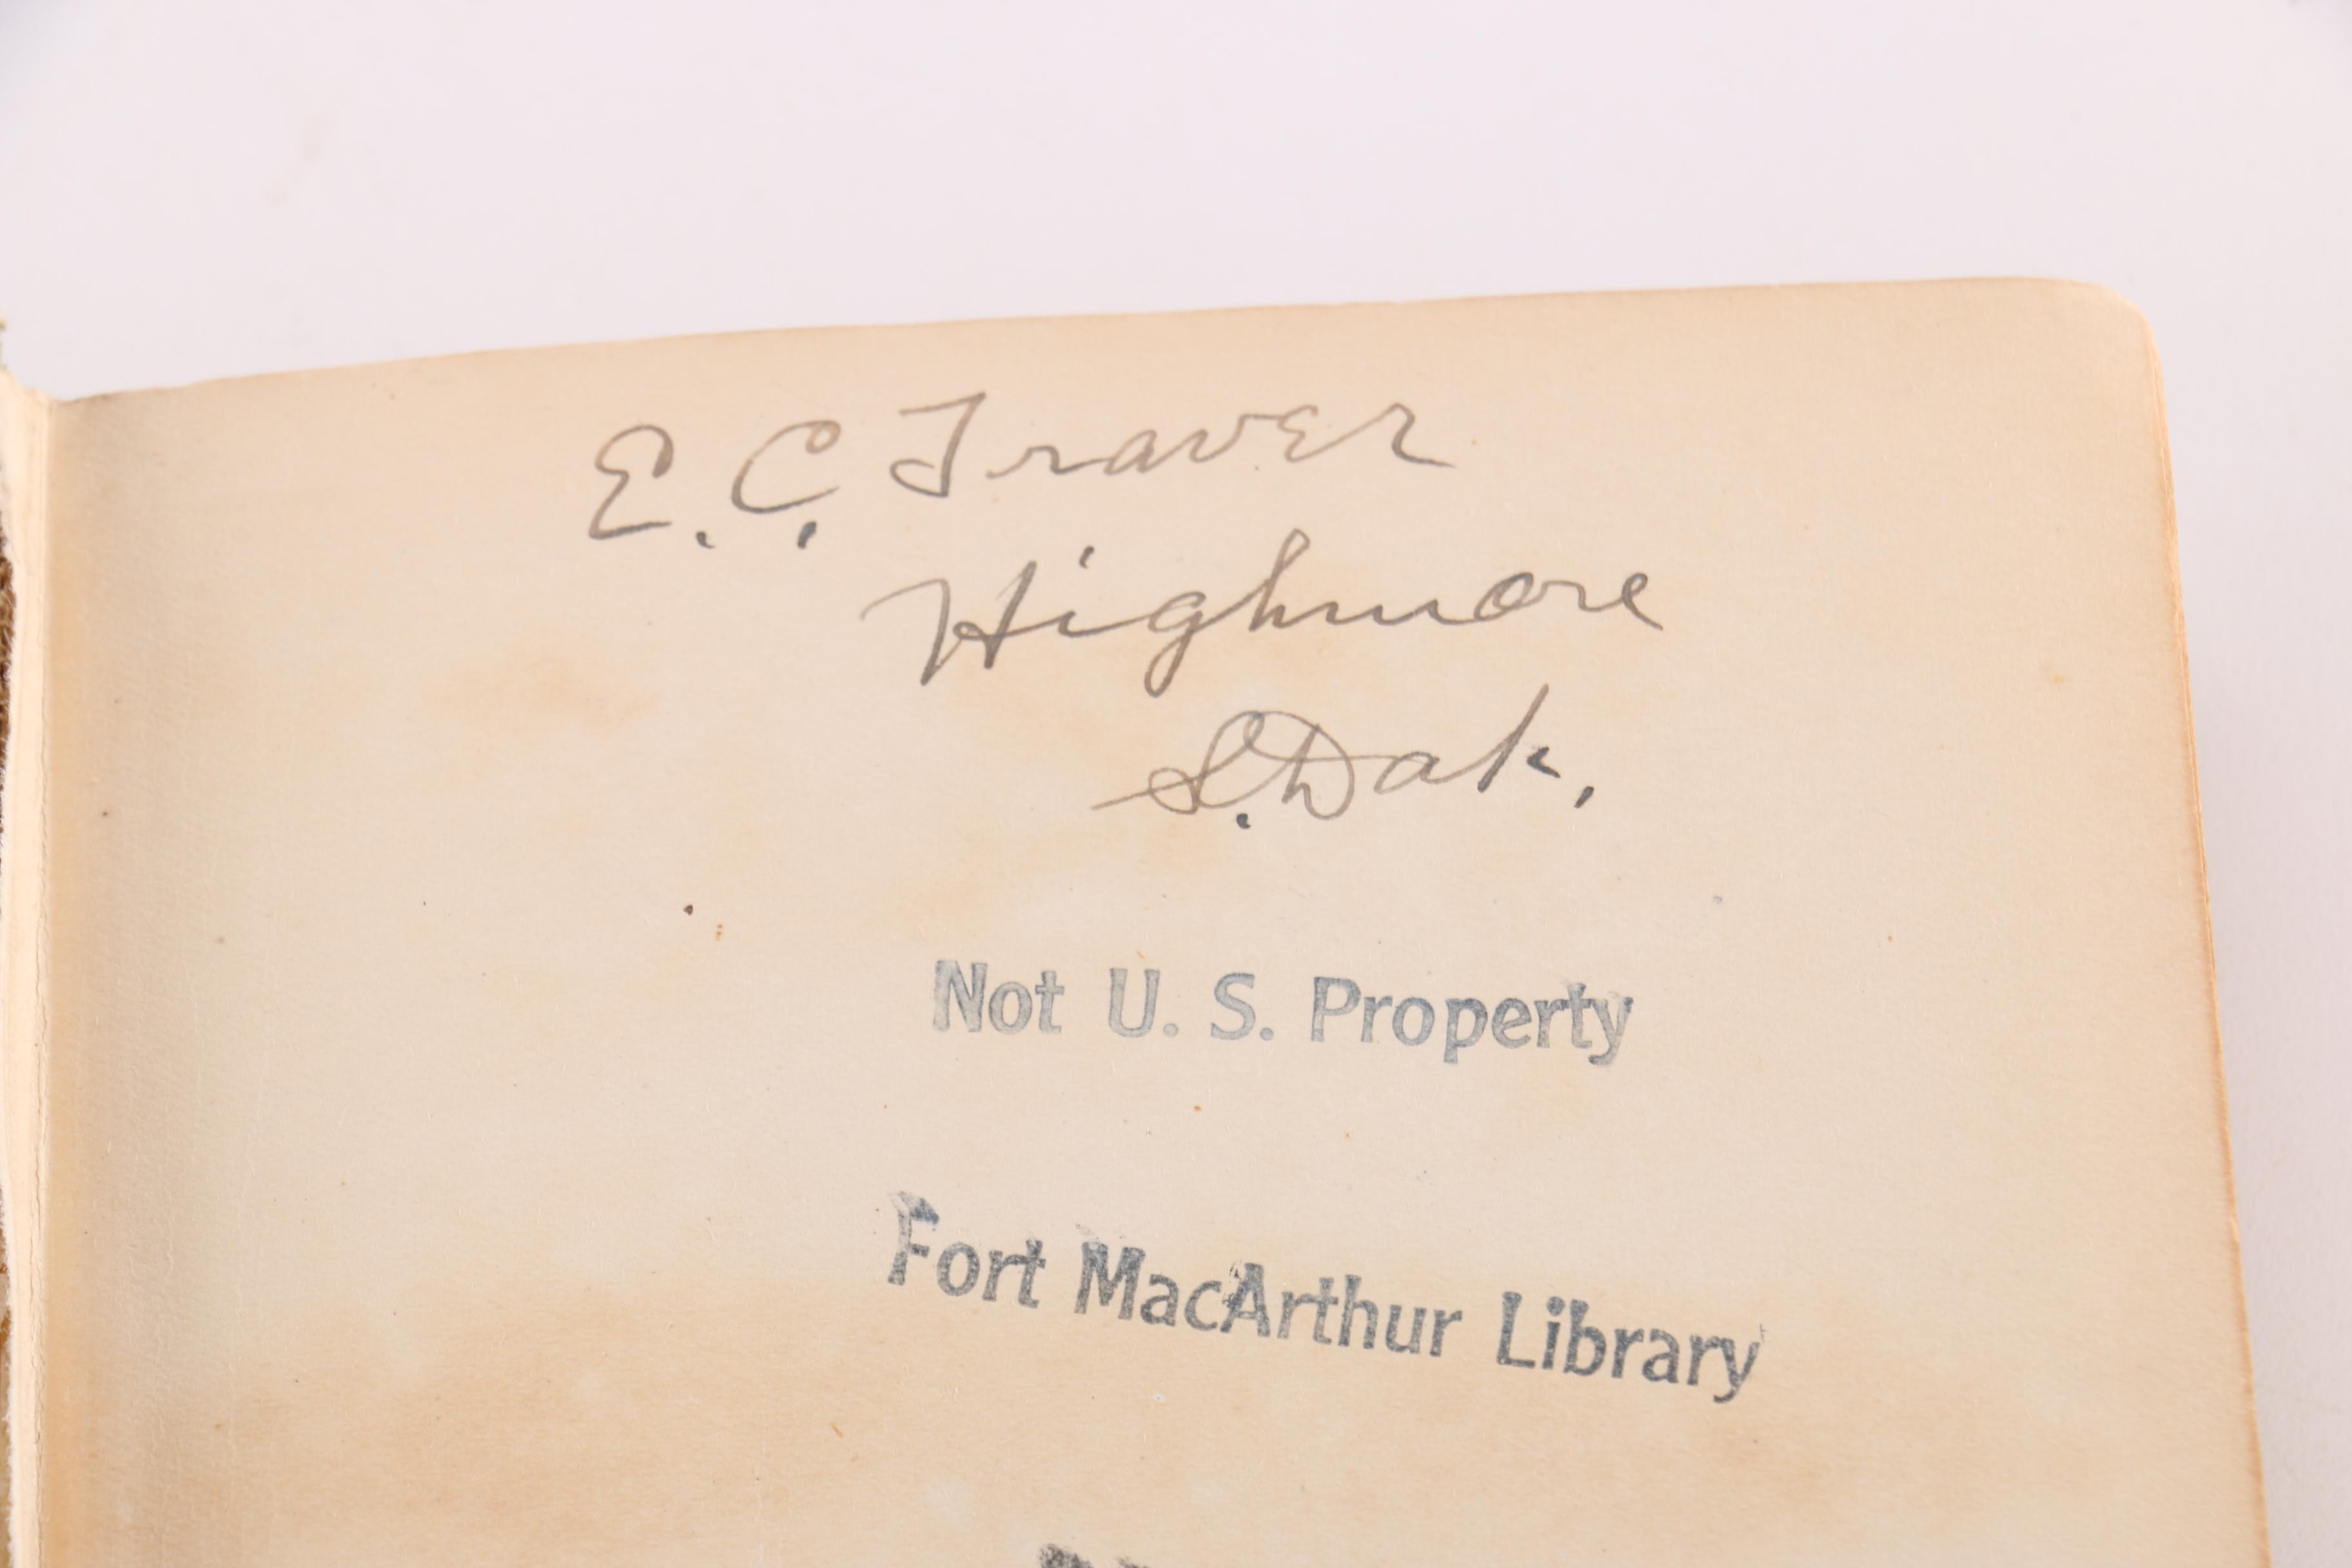 E. C. Traver
Highmore
S. Dak.
Not U. S. Property
Fort MacArthur Library